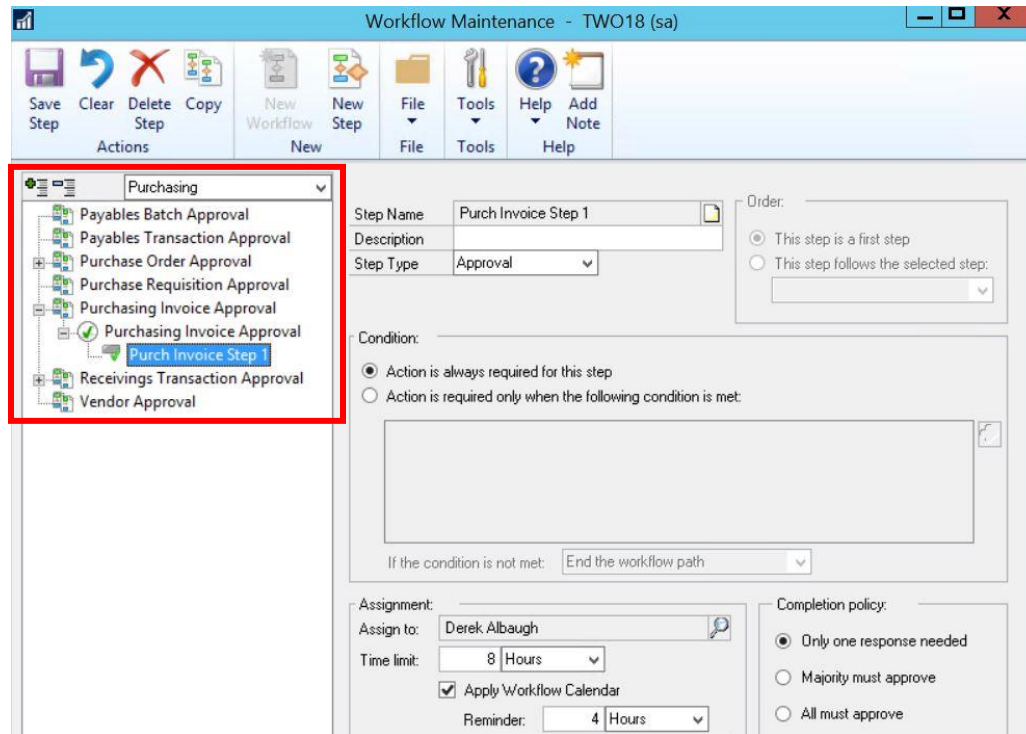 Workflow Maintenance - TWO18 (sa)
Save Step
Clear
Delete Step
Copy
New Workflow
New Step
File
Tools
Help
Add Note
Actions
New
File
Tools
Help
Purchasing
Payables Batch Approval
Payables Transaction Approval
Purchase Order Approval
Purchase Requisition Approval
Purchasing Invoice Approval
Purchasing Invoice Approval
Purch Invoice Step 1
Receivings Transaction Approval
Vendor Approval
Step Name Purch Invoice Step 1
Description
Step Type Approval
Order:
This step is a first step
This step follows the selected step:
Condition:
Action is always required for this step
Action is required only when the following condition is met:
If the condition is not met: End the workflow path
Assignment:
Assign to: Derek Albaugh
Time limit: 8 Hours
Apply Workflow Calendar
Reminder: 4 Hours
Completion policy:
Only one response needed
Majority must approve
All must approve